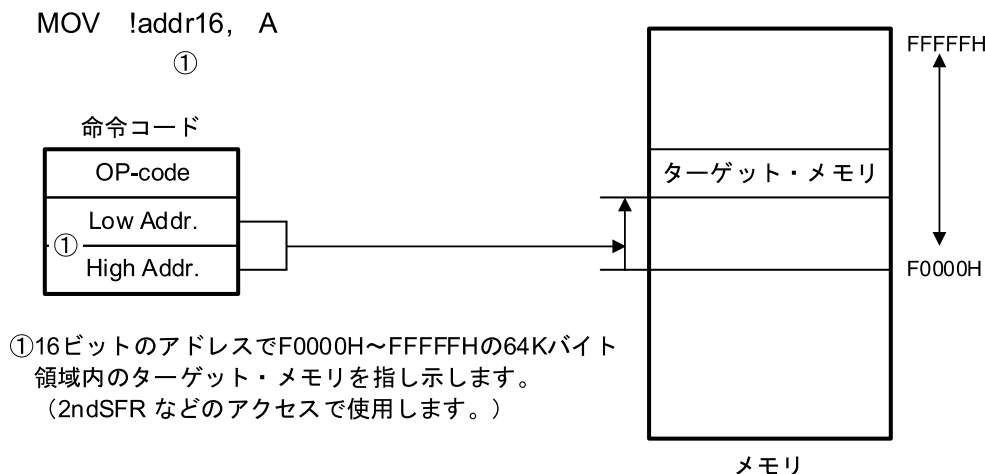 MOV !addr16, A
①
命令コード
OP-code
Low Addr.
①
High Addr.
FFFFFH
ターゲット・メモリ
F0000H
①16ビットのアドレスでF0000H～FFFFFHの64Kバイト
領域内のターゲット・メモリを指し示します。
（2ndSFR などのアクセスで使用します。）
メモリ